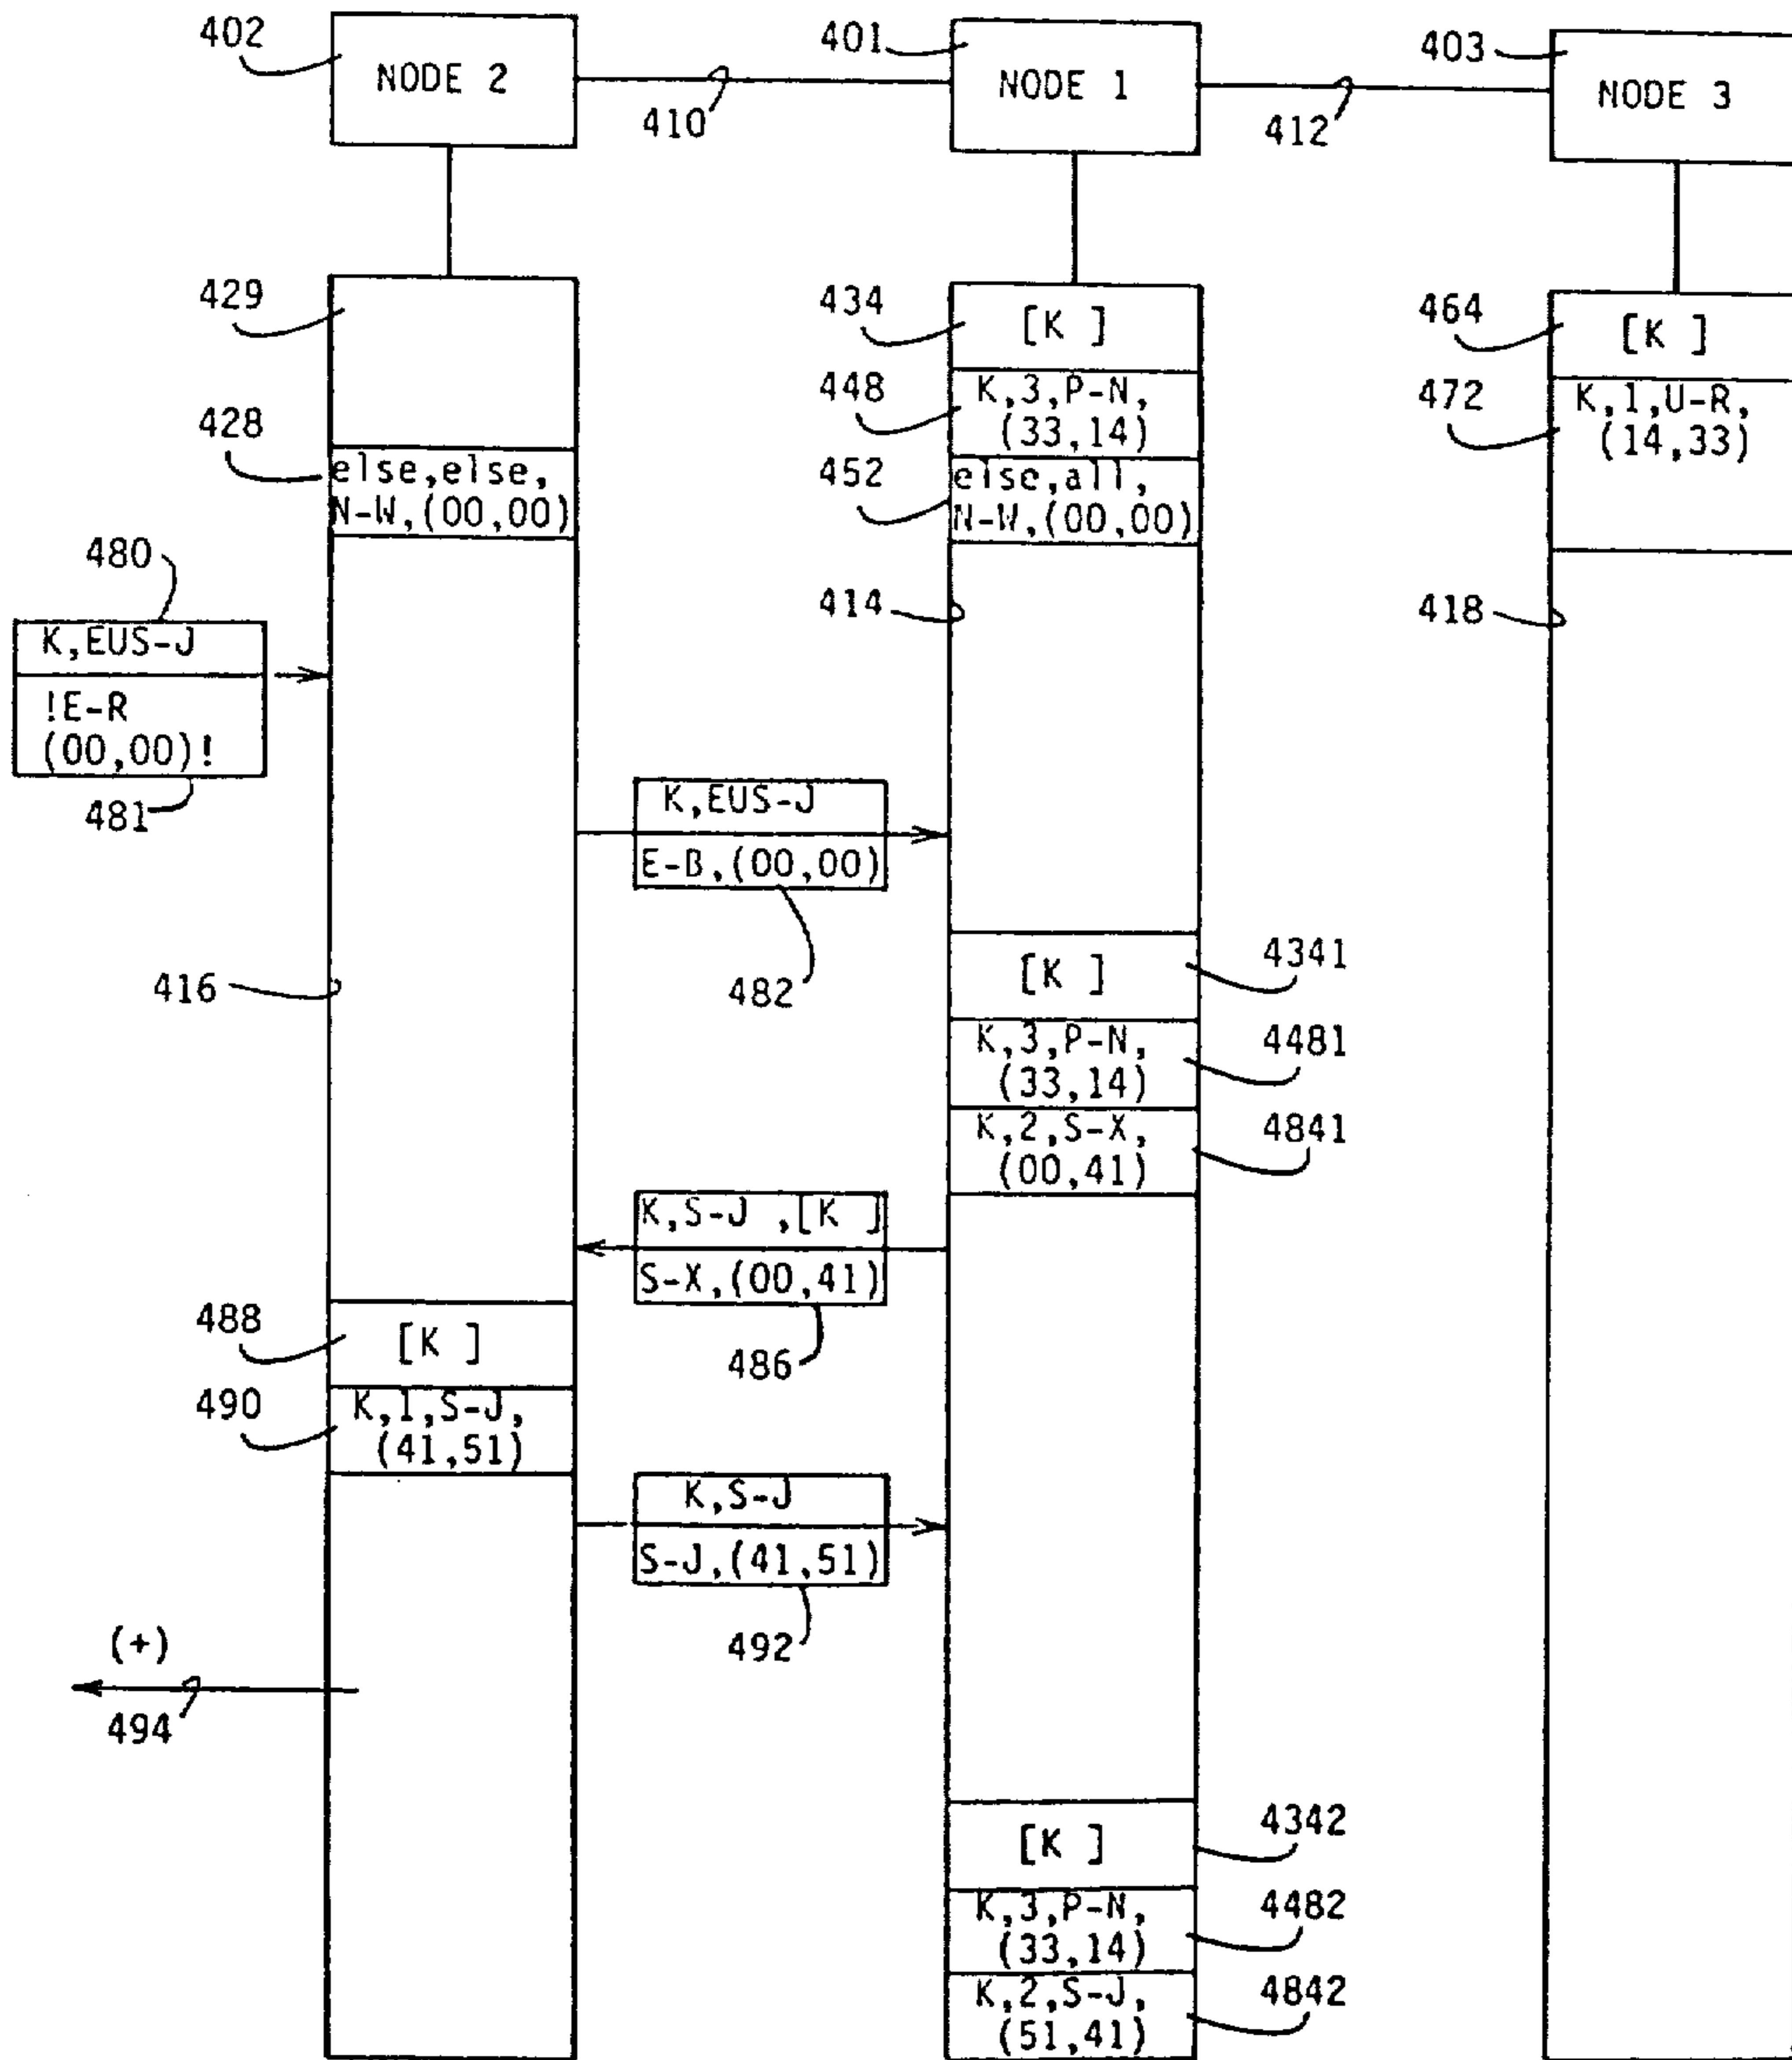 402
NODE 2
410
401
NODE 1
412
403
NODE 3
429
428
else,else,
N-W,(00,00)
434
[K ]
448
K,3,P-N,
(33,14)
452
else,all,
N-W,(00,00)
464
[K ]
472
K,1,U-R,
(14,33)
414
418
480
K,EUS-J
!E-R
(00,00)!
481
K,EUS-J
E-B,(00,00)
482
416
[K ]
4341
K,3,P-N,
(33,14)
4481
K,2,S-X,
(00,41)
4841
K,S-J ,[K ]
S-X,(00,41)
486
488
[K ]
490
K,1,S-J,
(41,51)
K,S-J
S-J,(41,51)
492
(+)
494
[K ]
4342
K,3,P-N,
(33,14)
4482
K,2,S-J,
(51,41)
4842